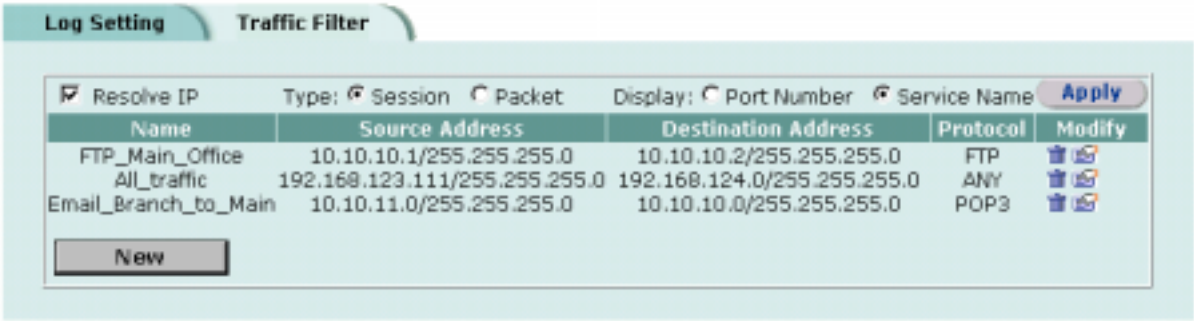 Log Setting Traffic Filter
Resolve IP Type: Session Packet Display: Port Number Service Name Apply
Name Source Address Destination Address Protocol Modify
FTP_Main_Office 10.10.10.1/255.255.255.0 10.10.10.2/255.255.255.0 FTP
All_traffic 192.168.123.111/255.255.255.0 192.168.124.0/255.255.255.0 ANY
Email_Branch_to_Main 10.10.11.0/255.255.255.0 10.10.10.0/255.255.255.0 POP3
New